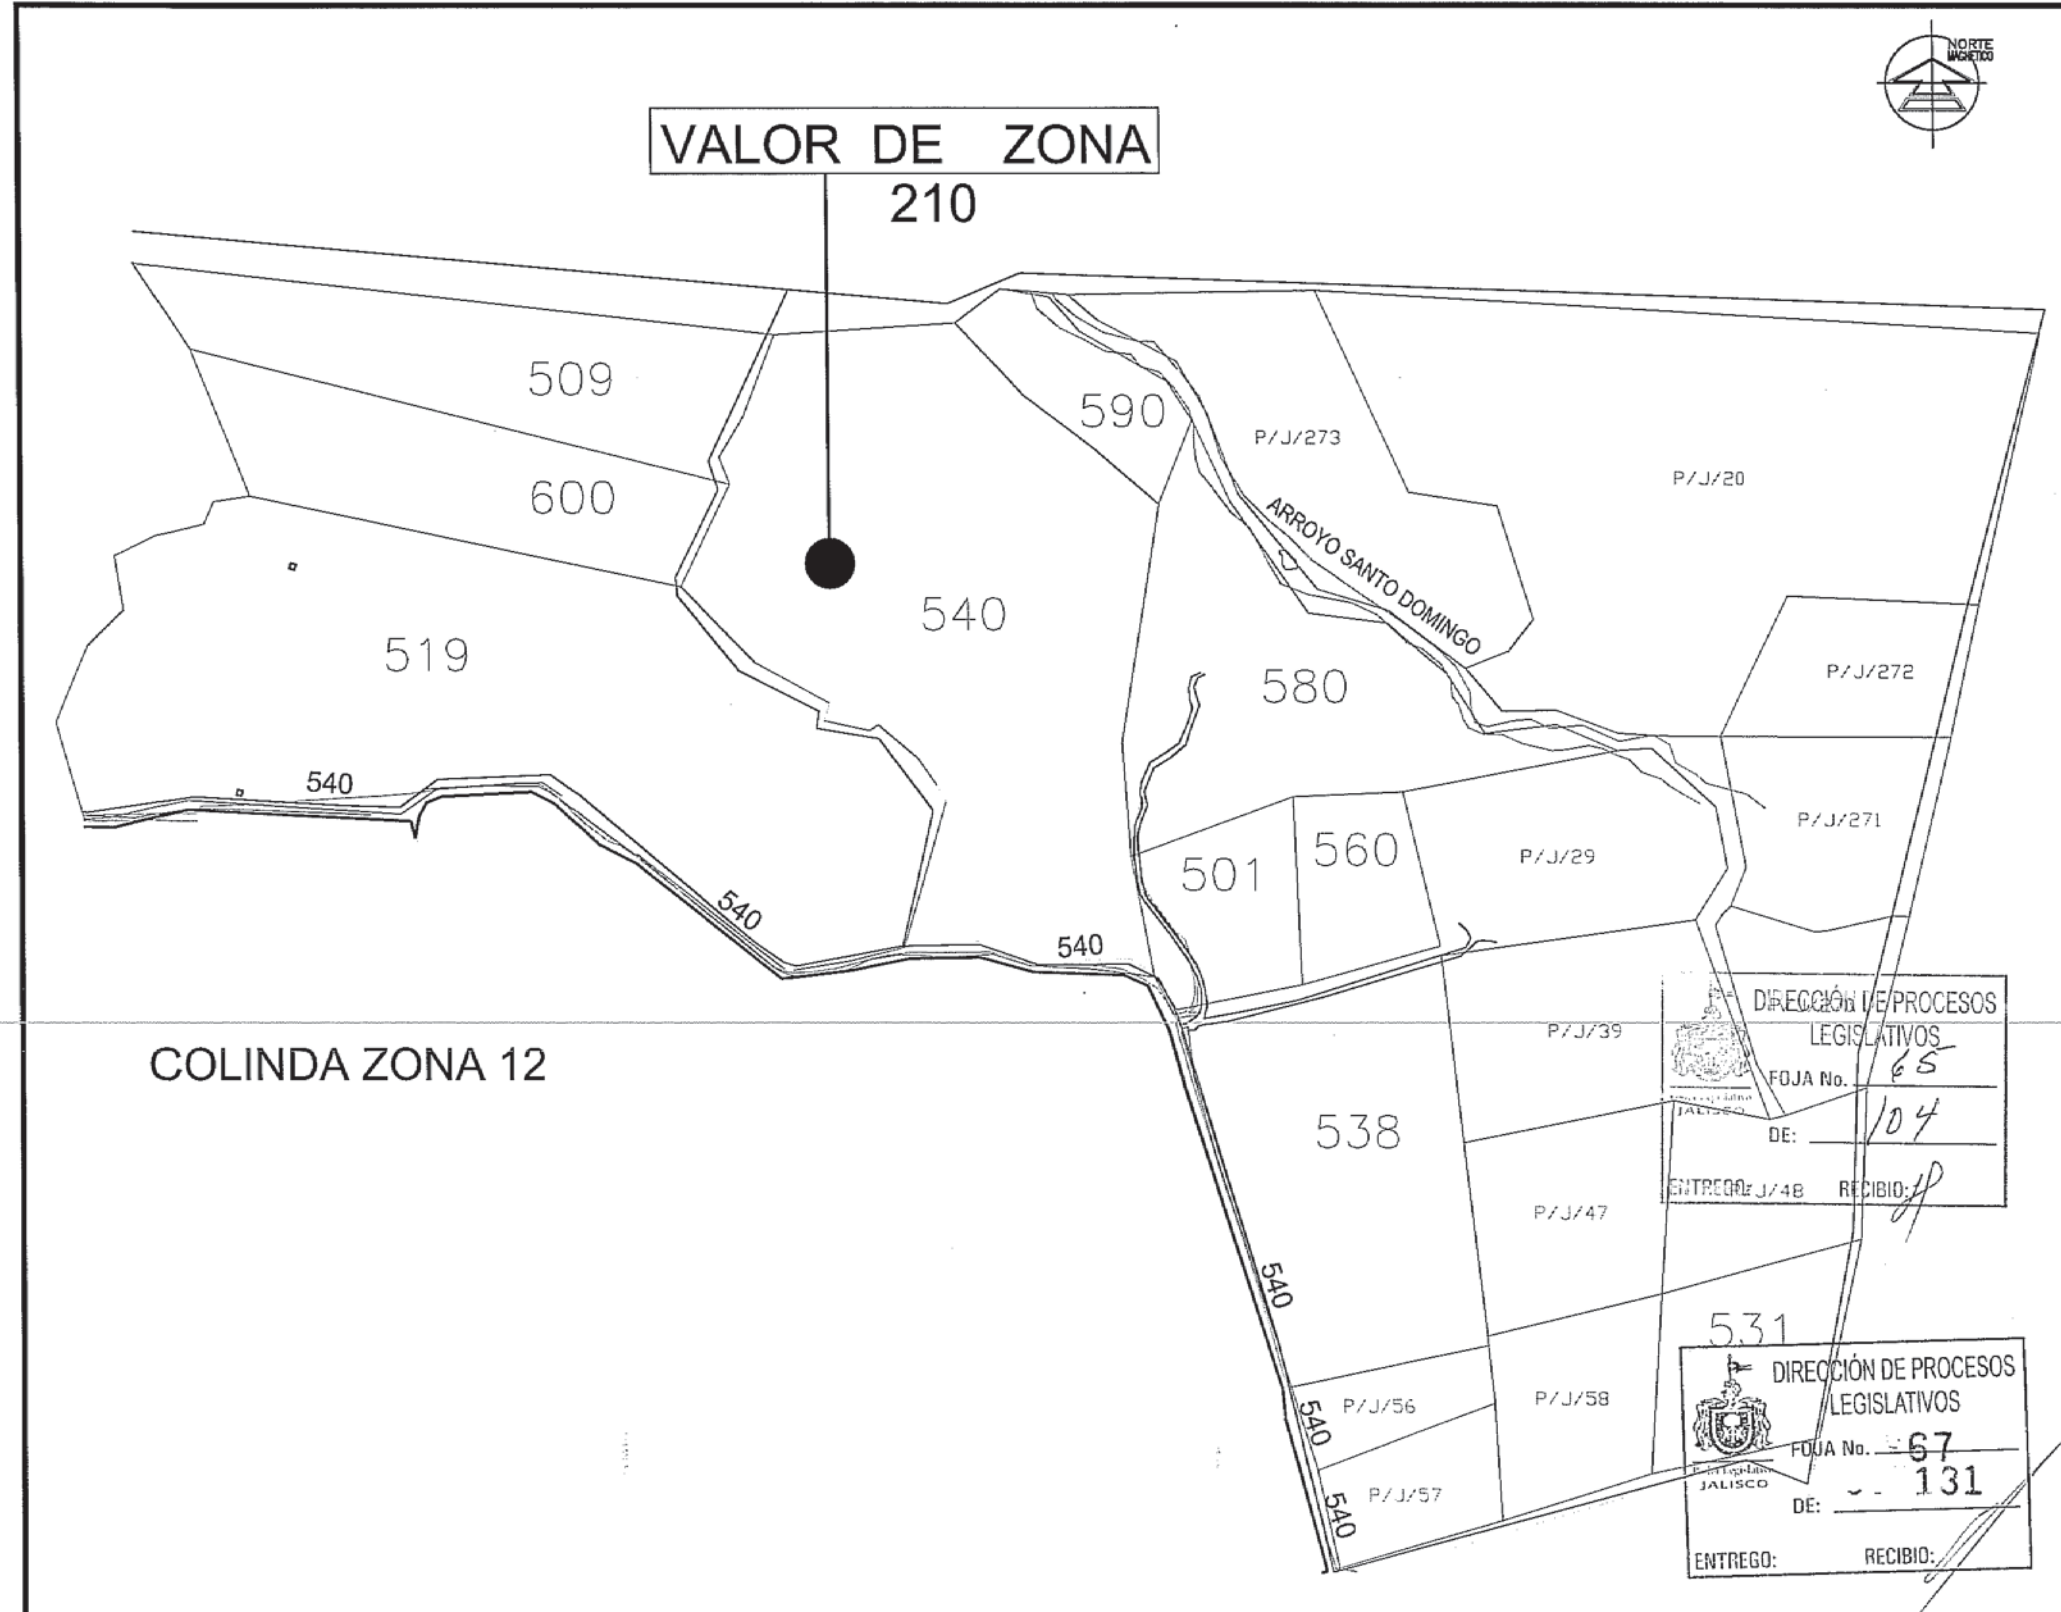 NORTE
MAGNETICO
VALOR DE ZONA
210
509
590
P/J/273
P/J/20
600
ARROYO SANTO DOMINGO
540
519
580
P/J/272
540
501
560
P/J/29
P/J/271
540
540
COLINDA ZONA 12
P/J/39
DIRECCIÓN DE PROCESOS
LEGISLATIVOS
FOJA No. 65
JALISCO
DE: 104
ENTREGO: J/48 RECIBIO:
538
P/J/47
540
531
P/J/56
P/J/58
540
P/J/57
540
DIRECCIÓN DE PROCESOS
LEGISLATIVOS
FOJA No. 67
JALISCO
DE: 131
ENTREGO: RECIBIO: